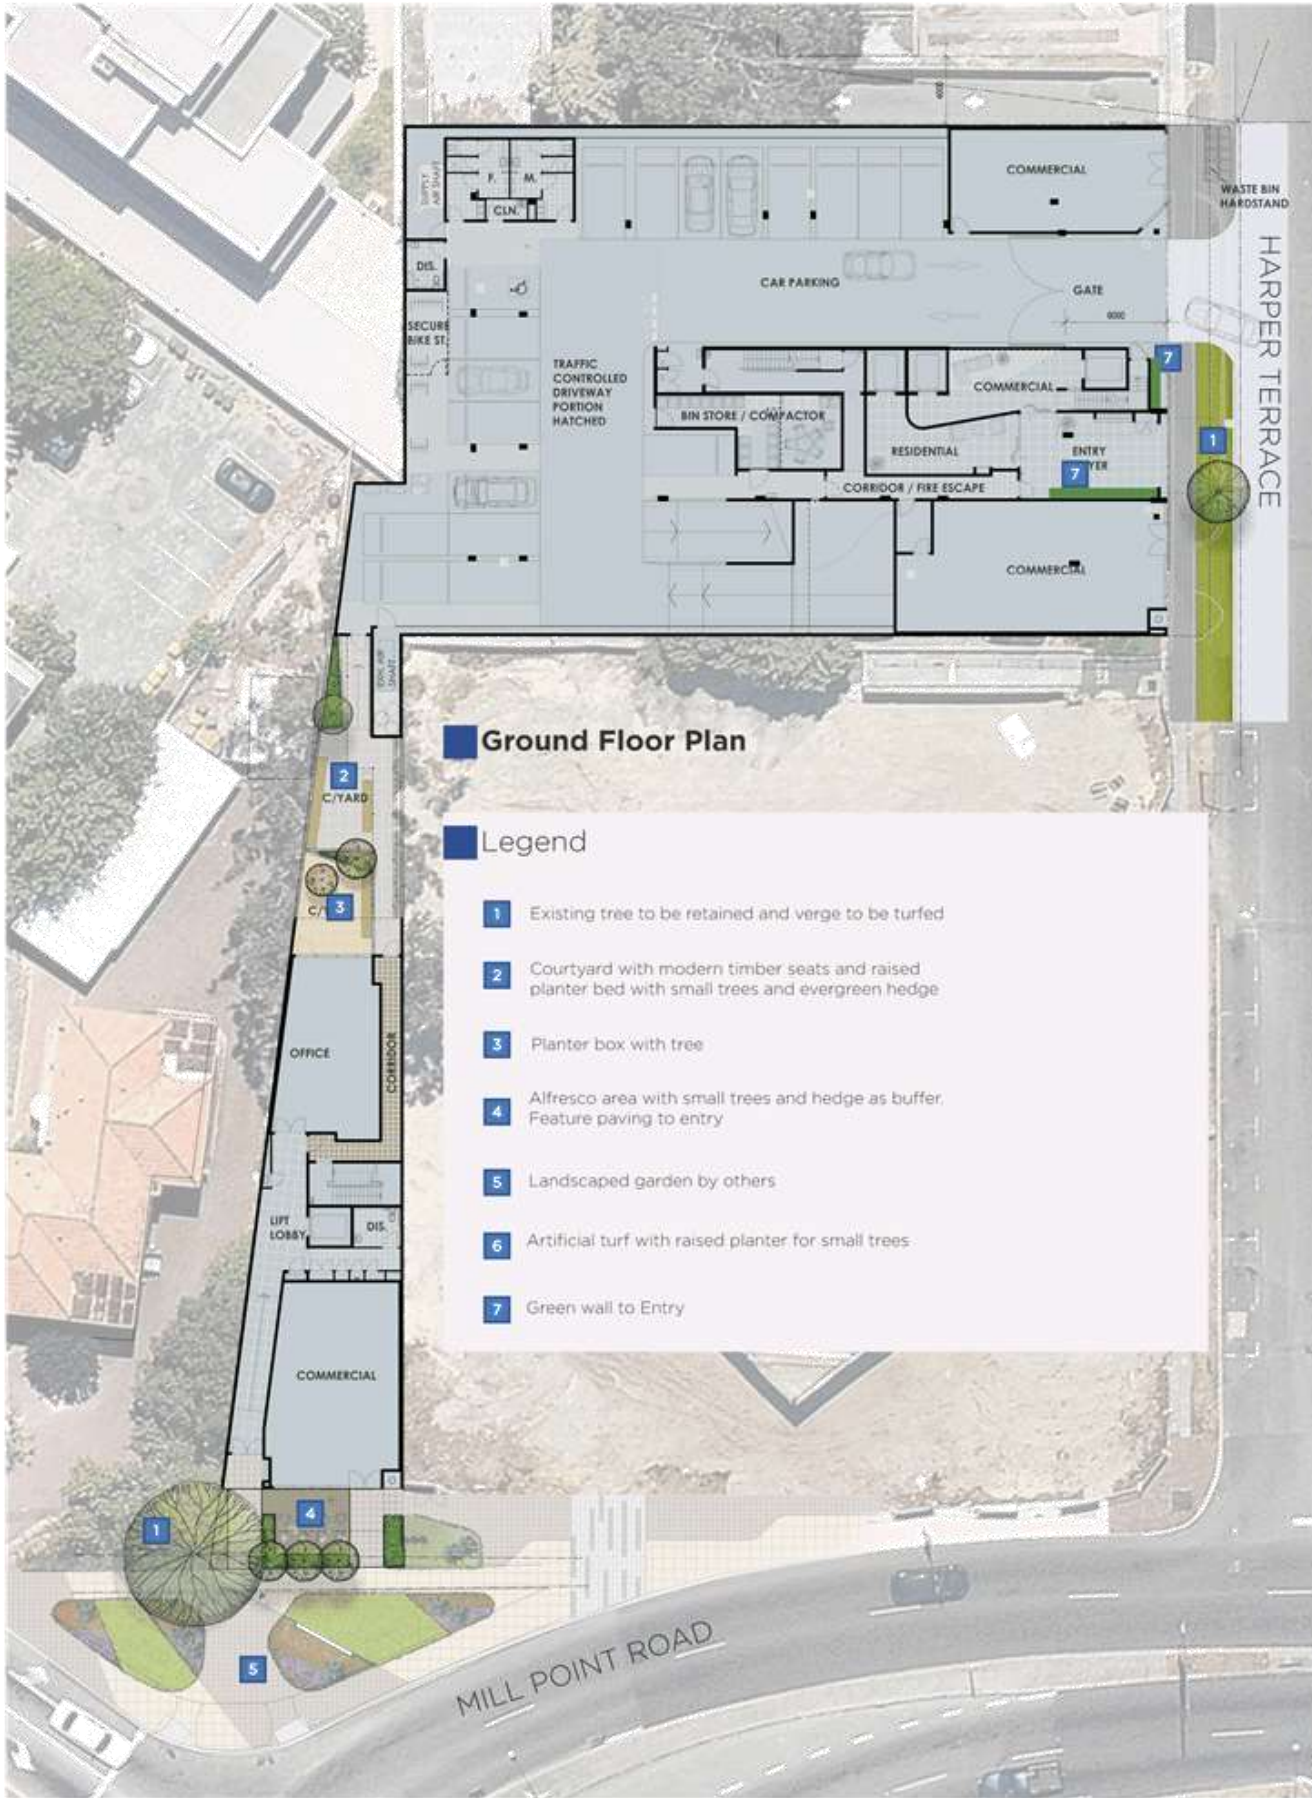 6000
COMMERCIAL
WASTE BIN
HARDSTAND
SUPPLY
AIR SHAFT
F.
M.
CLN.
DIS.
SECURE
BIKE ST.
CAR PARKING
GATE
6000
HARPER TERRACE
TRAFFIC
CONTROLLED
DRIVEWAY
PORTION
HATCHED
COMMERCIAL
7
BIN STORE / COMPACTOR
RESIDENTIAL
ENTRY
7
1
CORRIDOR / FIRE ESCAPE
COMMERCIAL
SHAFT
Ground Floor Plan
2
C/YARD
3
Legend
1 Existing tree to be retained and verge to be turfed
2 Courtyard with modern timber seats and raised
planter bed with small trees and evergreen hedge
3 Planter box with tree
4 Alfresco area with small trees and hedge as buffer.
Feature paving to entry
5 Landscaped garden by others
6 Artificial turf with raised planter for small trees
7 Green wall to Entry
OFFICE
CORRIDOR
LIFT
LOBBY
DIS.
COMMERCIAL
1
4
5
MILL POINT ROAD